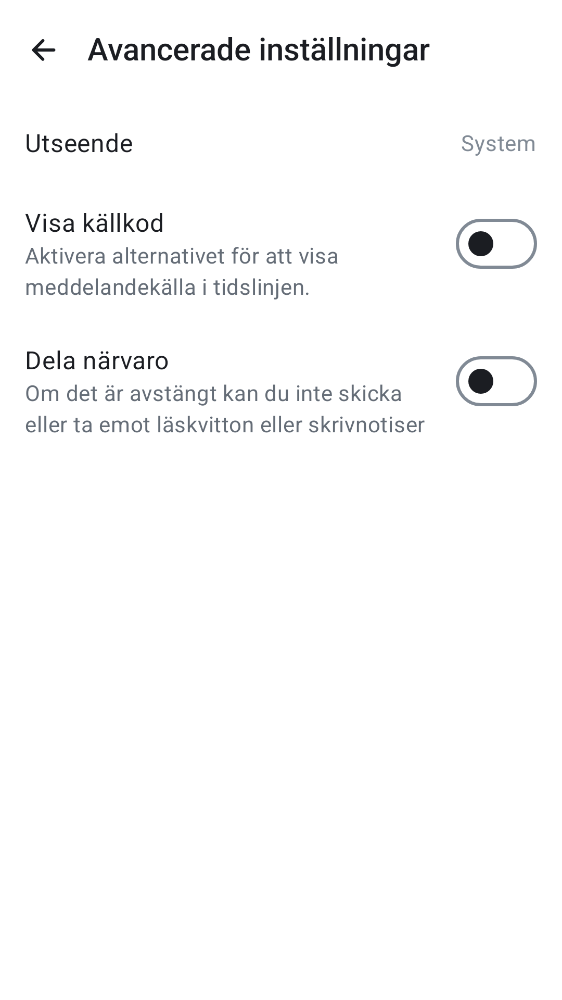 Avancerade inställningar
Utseende
System
Visa källkod
Aktivera alternativet för att visa
meddelandekälla i tidslinjen.
Dela närvaro
Om det är avstängt kan du inte skicka
eller ta emot läskvitton eller skrivnotiser